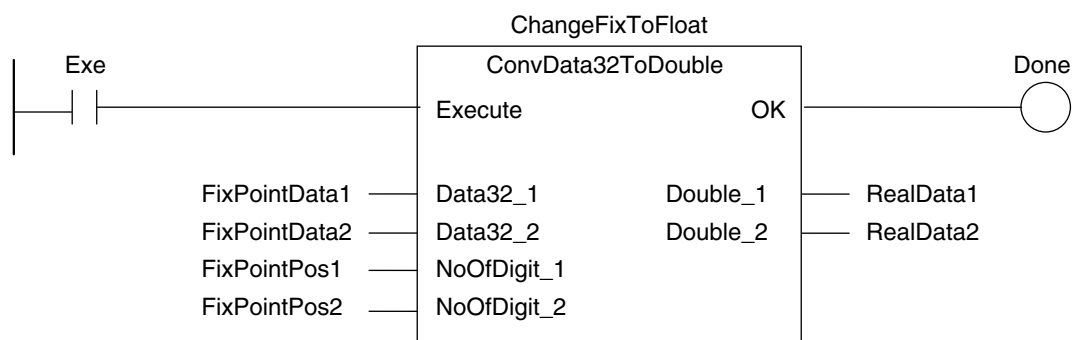 ChangeFixToFloat
Exe ConvData32ToDouble Done
Execute OK
FixPointData1 Data32_1 Double_1 RealData1
FixPointData2 Data32_2 Double_2 RealData2
FixPointPos1 NoOfDigit_1
FixPointPos2 NoOfDigit_2